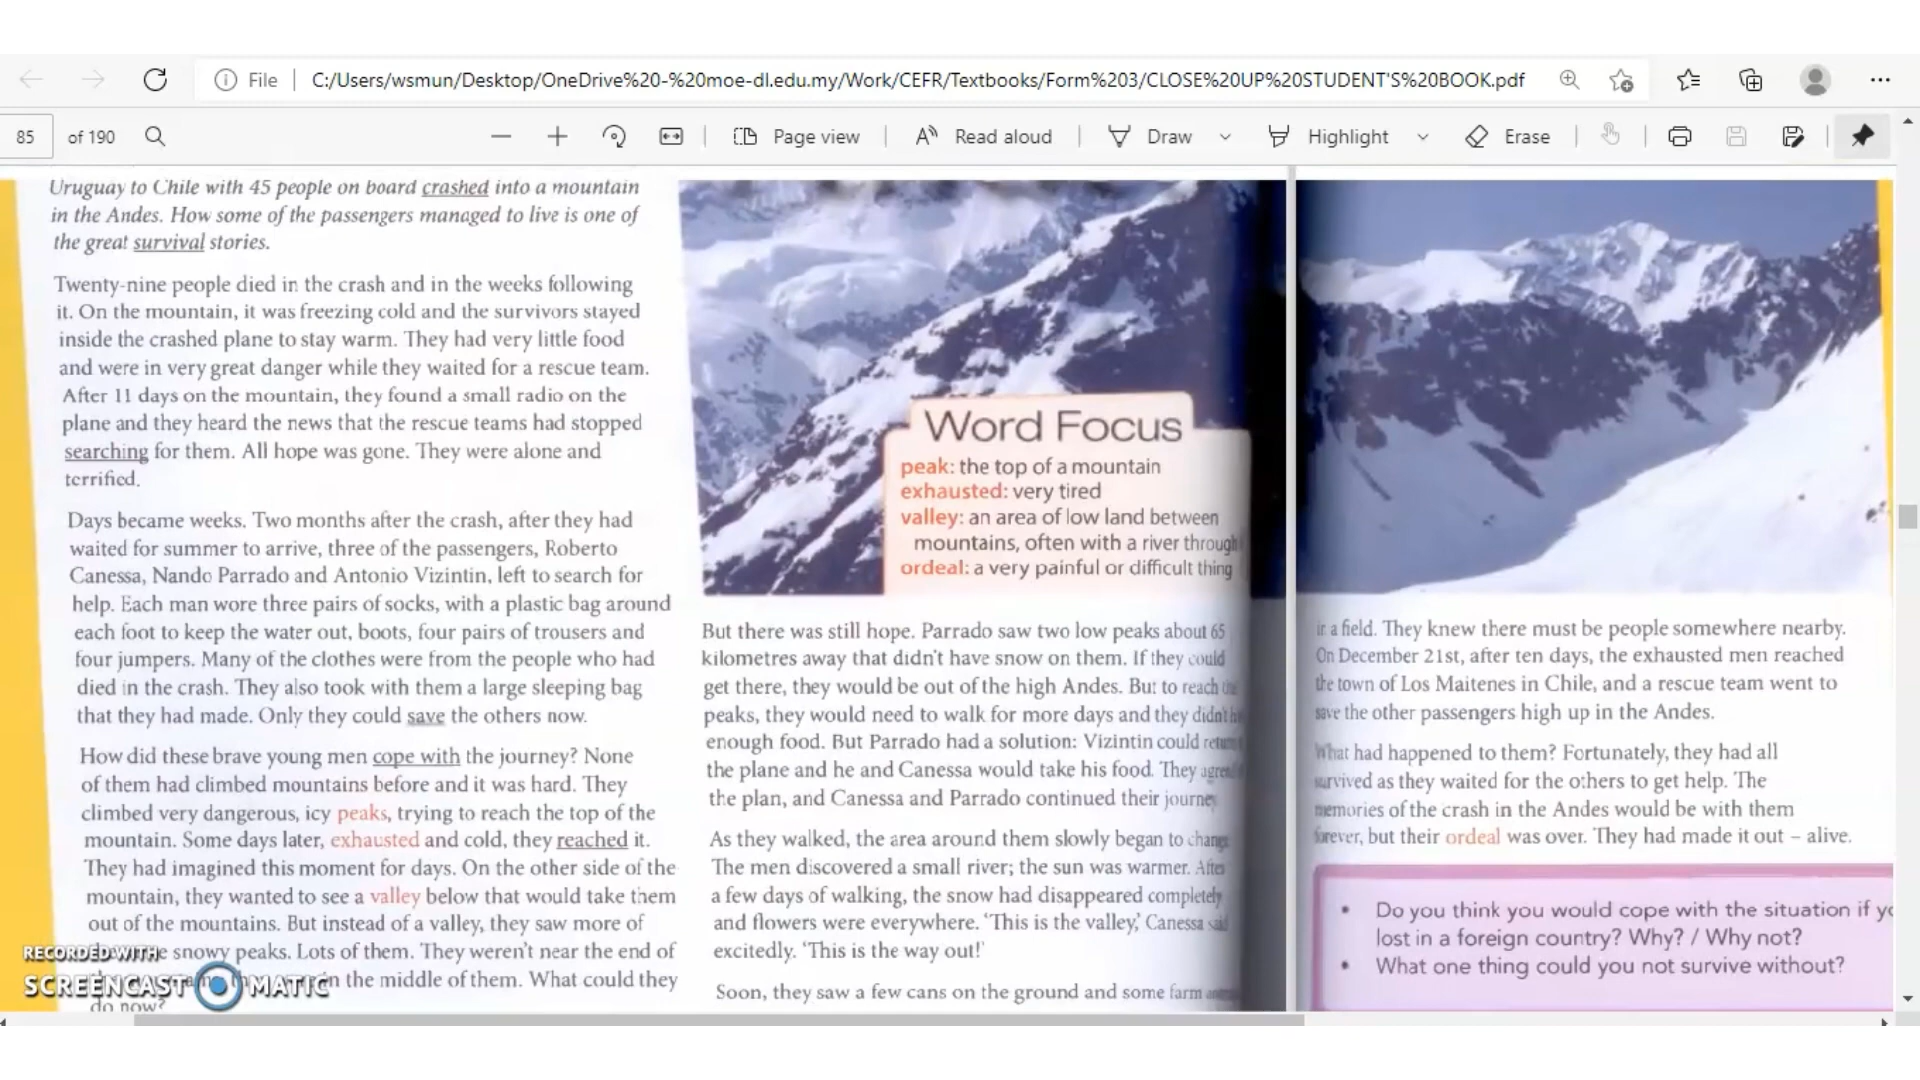 File
C:/Users/wsmun/Desktop/OneDrive%20-%20moe-dl.edu.my/Work/CEFR/Textbooks/Form%203/CLOSE%20UP%20STUDENT'S%20BOOK.pdf
85 of 190
Page view
Read aloud
Draw
Highlight
Erase
Uruguay to Chile with 45 people on board crashed into a mountain
in the Andes. How some of the passengers managed to live is one of
the great survival stories.
Twenty-nine people died in the crash and in the weeks following
it. On the mountain, it was freezing cold and the survivors stayed
inside the crashed plane to stay warm. They had very little food
and were in very great danger while they waited for a rescue team.
After 11 days on the mountain, they found a small radio on the
plane and they heard the news that the rescue teams had stopped
searching for them. All hope was gone. They were alone and
terrified.
Days became weeks. Two months after the crash, after they had
waited for summer to arrive, three of the passengers, Roberto
Canessa, Nando Parrado and Antonio Vizintin, left to search for
help. Each man wore three pairs of socks, with a plastic bag around
each foot to keep the water out, boots, four pairs of trousers and
four jumpers. Many of the clothes were from the people who had
died in the crash. They also took with them a large sleeping bag
that they had made. Only they could save the others now.
How did these brave young men cope with the journey? None
of them had climbed mountains before and it was hard. They
climbed very dangerous, icy peaks, trying to reach the top of the
mountain. Some days later, exhausted and cold, they reached it.
They had imagined this moment for days. On the other side of the
mountain, they wanted to see a valley below that would take them
out of the mountains. But instead of a valley, they saw more of
snowy peaks. Lots of them. They weren't near the end of
in the middle of them. What could they
do now?
RECORDED WITH
SCREENCAST MATIC
Word Focus
peak: the top of a mountain
exhausted: very tired
valley: an area of low land between
mountains, often with a river through
ordeal: a very painful or difficult thing
But there was still hope. Parrado saw two low peaks about 65
kilometres away that didn't have snow on them. If they could
get there, they would be out of the high Andes. But to reach
peaks, they would need to walk for more days and they didn't
enough food. But Parrado had a solution: Vizintin could
the plane and he and Canessa would take his food. They
the plan, and Canessa and Parrado continued their journey
As they walked, the area around them slowly began to
The men discovered a small river; the sun was warmer. After
a few days of walking, the snow had disappeared completely
and flowers were everywhere. 'This is the valley,' Canessa said
excitedly. 'This is the way out!'
Soon, they saw a few cans on the ground and some farm
in a field. They knew there must be people somewhere nearby.
On December 21st, after ten days, the exhausted men reached
the town of Los Maitenes in Chile, and a rescue team went to
save the other passengers high up in the Andes.
What had happened to them? Fortunately, they had all
survived as they waited for the others to get help. The
memories of the crash in the Andes would be with them
forever, but their ordeal was over. They had made it out – alive.
• Do you think you would cope with the situation if
lost in a foreign country? Why? / Why not?
• What one thing could you not survive without?